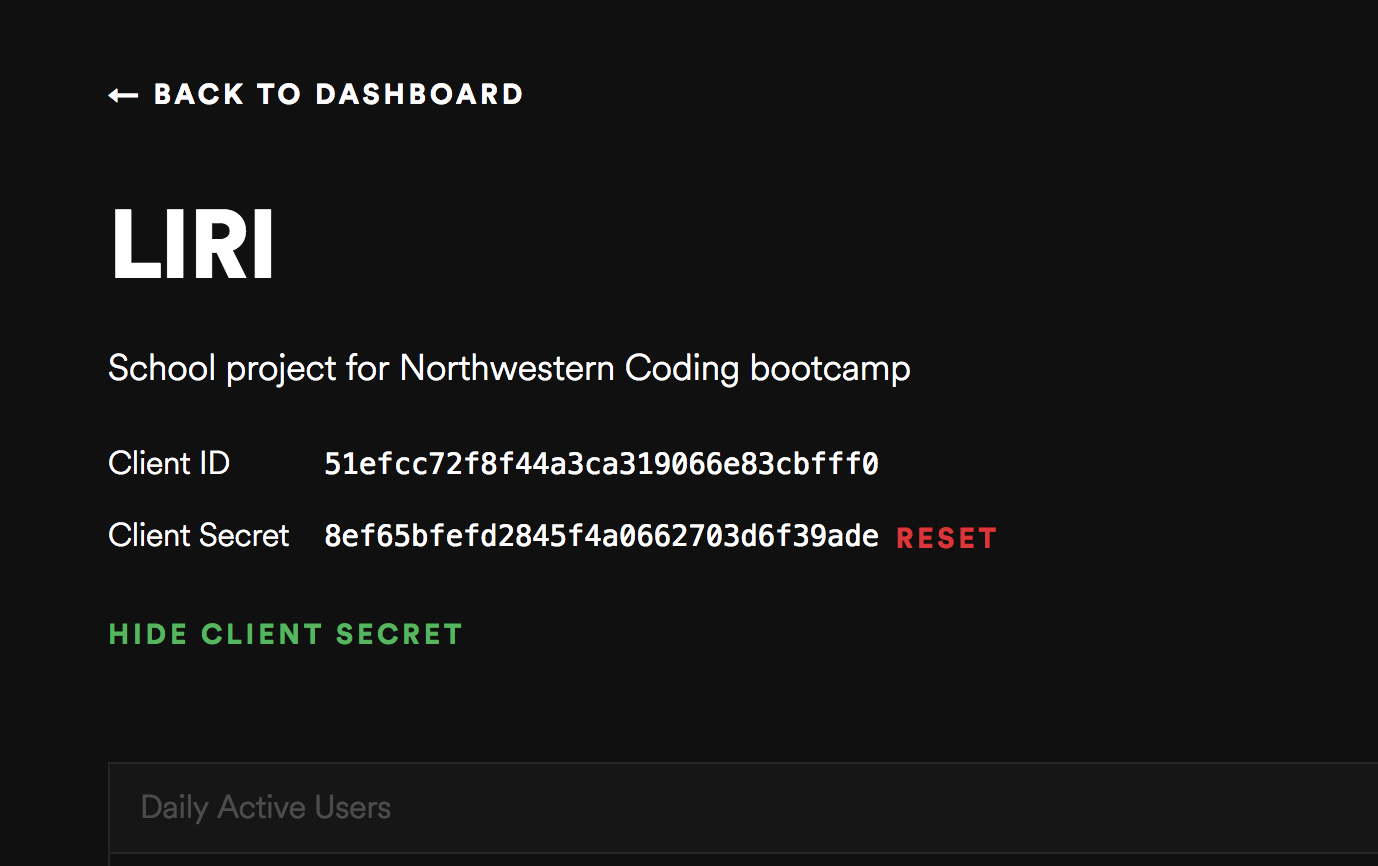 ← BACK TO DASHBOARD
LIRI
School project for Northwestern Coding bootcamp
Client ID 51efcc72f8f44a3ca319066e83cbfff0
Client Secret 8ef65bfefd2845f4a0662703d6f39ade RESET
HIDE CLIENT SECRET
Daily Active Users